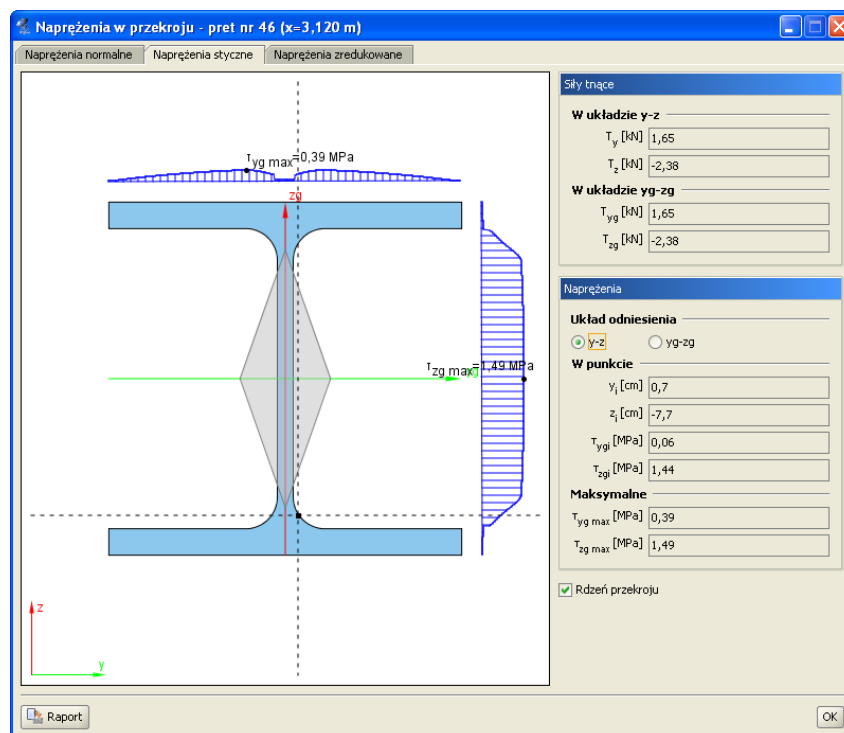 Naprężenia w przekroju - pret nr 46 (x=3,120 m)
Naprężenia normalne
Naprężenia styczne
Naprężenia zredukowane
τyg max=0,39 MPa
zg
τzg max=1,49 MPa
yg
z
y
Siły tnące
W układzie y-z
Ty [kN] 1,65
Tz [kN] -2,38
W układzie yg-zg
Tyg [kN] 1,65
Tzg [kN] -2,38
Naprężenia
Układ odniesienia
y-z yg-zg
W punkcie
yi [cm] 0,7
zi [cm] -7,7
τygi [MPa] 0,06
τzgi [MPa] 1,44
Maksymalne
τyg max [MPa] 0,39
τzg max [MPa] 1,49
Rdzeń przekroju
Raport
OK